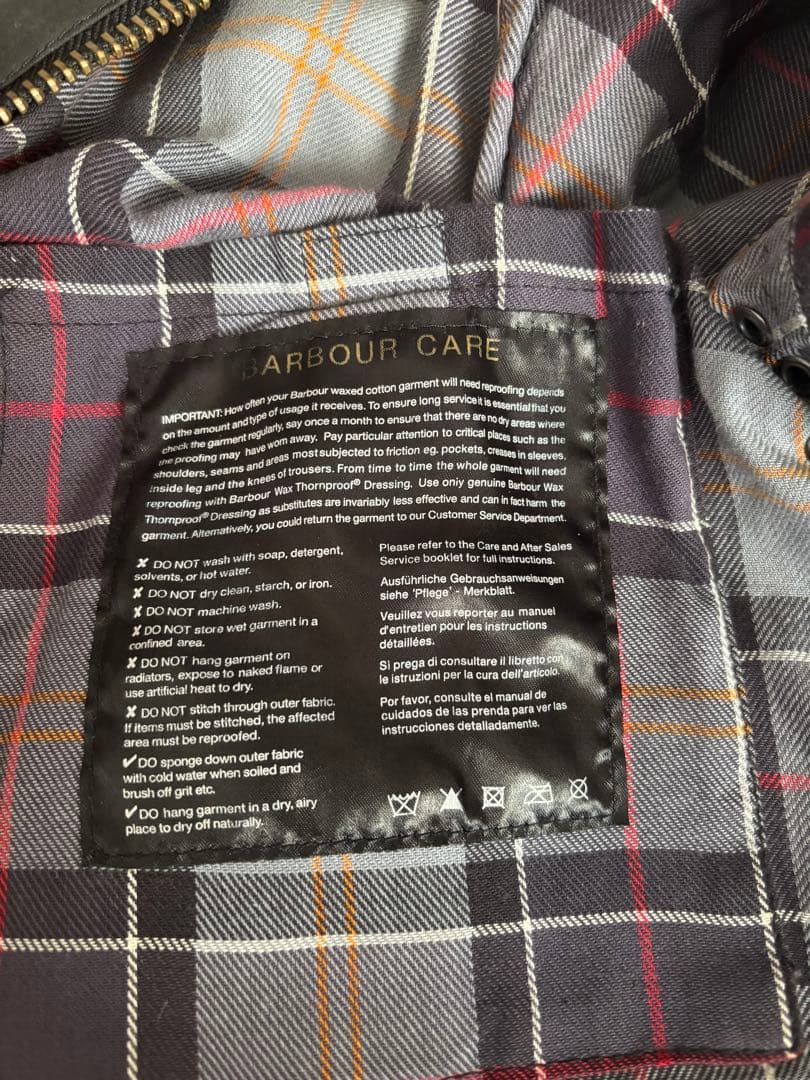 BARBOUR CARE
IMPORTANT: How often your Barbour waxed cotton garment will need reproofing depends
on the amount and type of usage it receives. To ensure long service it is essential that you
check the garment regularly, say once a month to ensure that there are no dry areas where
the proofing may have worn away. Pay particular attention to critical places such as the
shoulders, seams and areas most subjected to friction eg. pockets, creases in sleeves,
inside leg and the knees of trousers. From time to time the whole garment will need
reproofing with Barbour Wax Thornproof® Dressing. Use only genuine Barbour Wax
Thornproof® Dressing as substitutes are invariably less effective and can in fact harm the
garment. Alternatively, you could return the garment to our Customer Service Department.
✘ DO NOT wash with soap, detergent,
solvents, or hot water.
✘ DO NOT dry clean, starch, or iron.
✘ DO NOT machine wash.
✘ DO NOT store wet garment in a
confined area.
✘ DO NOT hang garment on
radiators, expose to naked flame or
use artificial heat to dry.
✘ DO NOT stitch through outer fabric.
If items must be stitched, the affected
area must be reproofed.
✔DO sponge down outer fabric
with cold water when soiled and
brush off grit etc.
✔DO hang garment in a dry, airy
place to dry off naturally.
Please refer to the Care and After Sales
Service booklet for full instructions.
Ausführliche Gebrauchsanweisungen
siehe 'Pflege' - Merkblatt.
Veuillez vous reporter au manuel
d'entretien pour les instructions
détaillées.
Si prega di consultare il libretto con
le istruzioni per la cura dell'articolo.
Por favor, consulte el manual de
cuidados de las prenda para ver las
instrucciones detalladamente.